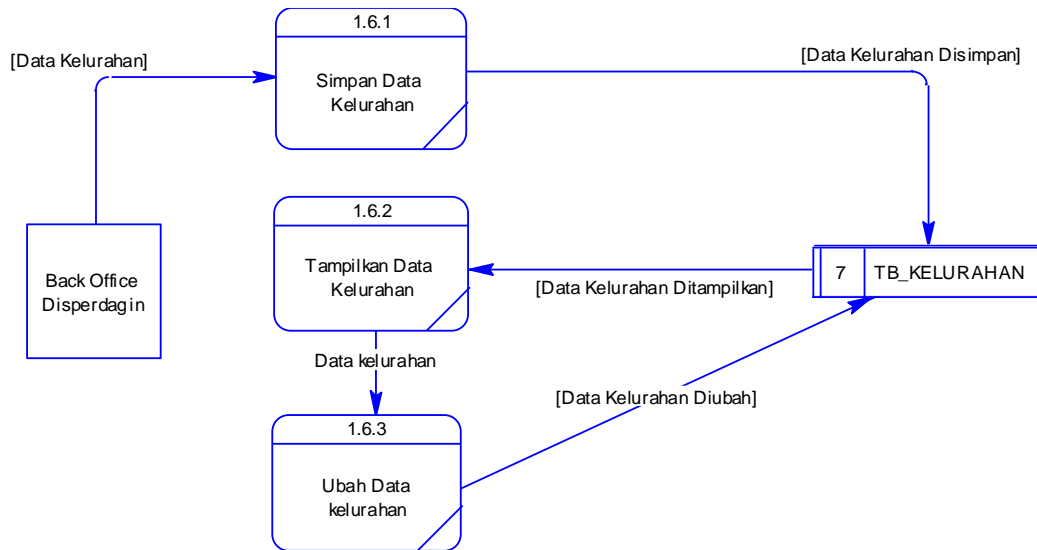 1.6.1
[Data Kelurahan]
[Data Kelurahan Disimpan]
Simpan Data
Kelurahan
1.6.2
Tampilkan Data
Kelurahan
Back Office
Disperdagin
7 TB_KELURAHAN
[Data Kelurahan Ditampilkan]
Data kelurahan
[Data Kelurahan Diubah]
1.6.3
Ubah Data
kelurahan